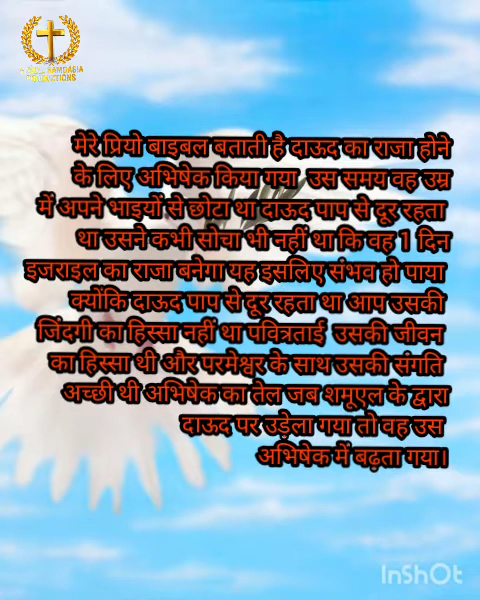 मेरे प्रियो बाइबल बताती है दाऊद का राजा होने
के लिए अभिषेक किया गया उस समय वह उम्र
में अपने भाइयों से छोटा था दाऊद पाप से दूर रहता
था उसने कभी सोचा भी नहीं था कि वह 1 दिन
इजराइल का राजा बनेगा यह इसलिए संभव हो पाया
क्योंकि दाऊद पाप से दूर रहता था आप उसकी
जिंदगी का हिस्सा नहीं था पवित्रताई उसकी जीवन
का हिस्सा थी और परमेश्वर के साथ उसकी संगति
अच्छी थी अभिषेक का तेल जब शमूएल के द्वारा
दाऊद पर उड़ेला गया तो वह उस
अभिषेक में बढ़ता गया।
InShOt